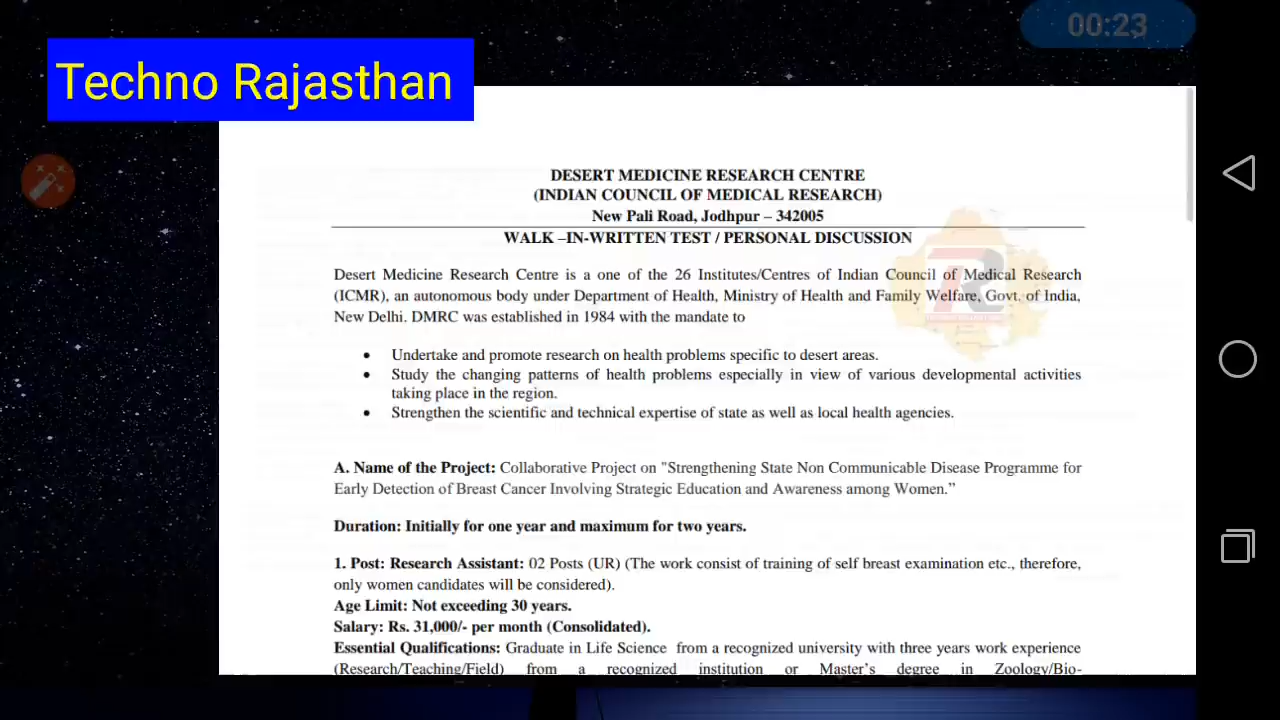 00:23
Techno Rajasthan
DESERT MEDICINE RESEARCH CENTRE
(INDIAN COUNCIL OF MEDICAL RESEARCH)
New Pali Road, Jodhpur – 342005
WALK –IN-WRITTEN TEST / PERSONAL DISCUSSION
Desert Medicine Research Centre is a one of the 26 Institutes/Centres of Indian Council of Medical Research
(ICMR), an autonomous body under Department of Health, Ministry of Health and Family Welfare, Govt. of India,
New Delhi. DMRC was established in 1984 with the mandate to
• Undertake and promote research on health problems specific to desert areas.
• Study the changing patterns of health problems especially in view of various developmental activities
taking place in the region.
• Strengthen the scientific and technical expertise of state as well as local health agencies.
A. Name of the Project: Collaborative Project on "Strengthening State Non Communicable Disease Programme for
Early Detection of Breast Cancer Involving Strategic Education and Awareness among Women.”
Duration: Initially for one year and maximum for two years.
1. Post: Research Assistant: 02 Posts (UR) (The work consist of training of self breast examination etc., therefore,
only women candidates will be considered).
Age Limit: Not exceeding 30 years.
Salary: Rs. 31,000/- per month (Consolidated).
Essential Qualifications: Graduate in Life Science from a recognized university with three years work experience
(Research/Teaching/Field) from a recognized institution or Master’s degree in Zoology/Bio-